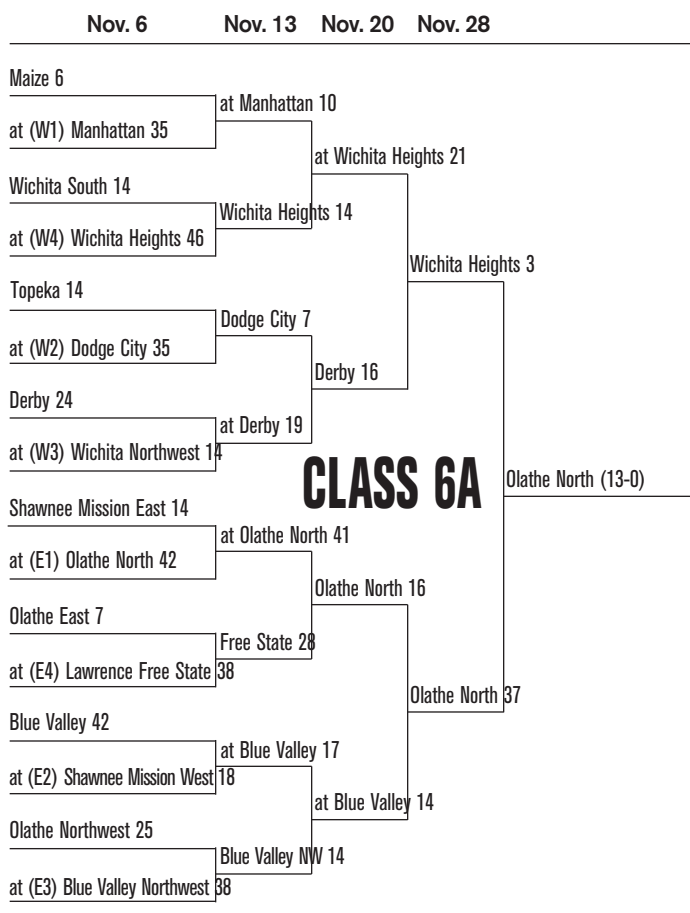 Nov. 6 Nov. 13 Nov. 20 Nov. 28
Maize 6
at Manhattan 10
at (W1) Manhattan 35
at Wichita Heights 21
Wichita South 14
Wichita Heights 14
at (W4) Wichita Heights 46
Wichita Heights 3
Topeka 14
Dodge City 7
at (W2) Dodge City 35
Derby 16
Derby 24
at Derby 19
at (W3) Wichita Northwest 14
CLASS 6A
Olathe North (13-0)
Shawnee Mission East 14
at Olathe North 41
at (E1) Olathe North 42
Olathe North 16
Olathe East 7
Free State 28
at (E4) Lawrence Free State 38
Olathe North 37
Blue Valley 42
at Blue Valley 17
at (E2) Shawnee Mission West 18
at Blue Valley 14
Olathe Northwest 25
Blue Valley NW 14
at (E3) Blue Valley Northwest 38